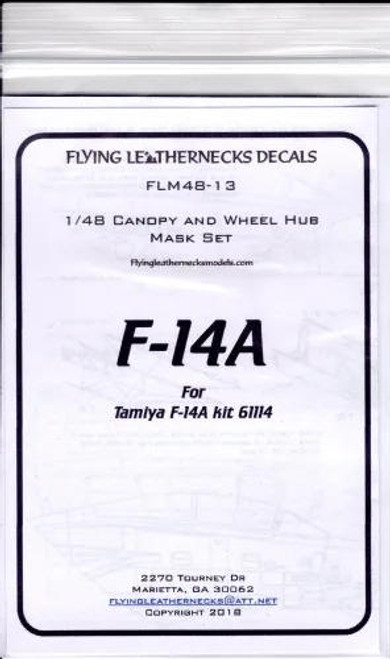 FLYING LEATHERNECKS DECALS
FLM48-13
1/48 CANOPY AND WHEEL HUB
MASK SET
Flyingleathernecksmodels.com
F-14A
For
Tamiya F-14A kit 61114
2270 TOURNEY DR
MARIETTA, GA 30062
FLYINGLEATHERNECKS@ATT.NET
COPYRIGHT 2018